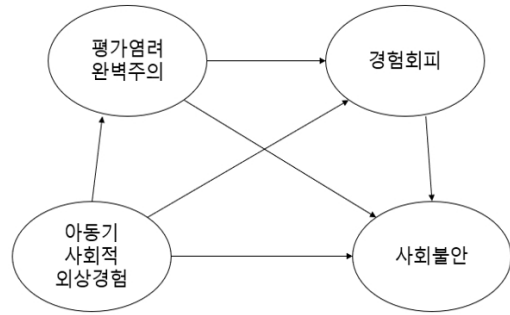 평가염려
완벽주의
경험회피
아동기
사회적
외상경험
사회불안